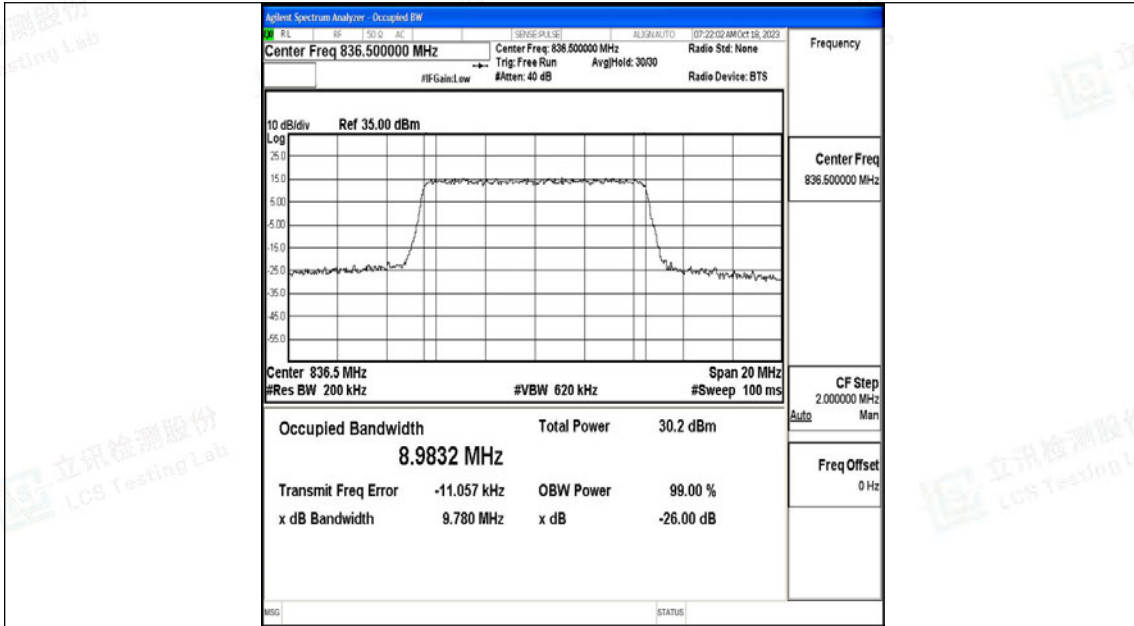 Agilent Spectrum Analyzer - Occupied BW
RL RF 50 Ω AC SENSE:PULSE ALIGNAUTO 07:22:02 AM Oct 18, 2023
Center Freq 836.500000 MHz
Center Freq: 836.500000 MHz
Radio Std: None
Trig: Free Run Avg|Hold: 30/30
#IFGain:Low
#Atten: 40 dB
Radio Device: BTS
Frequency
10 dB/div Ref 35.00 dBm
Log
25.0
15.0
5.00
-5.00
-15.0
-25.0
-35.0
-45.0
-55.0
Center Freq
836.500000 MHz
Center 836.5 MHz Span 20 MHz
#Res BW 200 kHz #VBW 620 kHz #Sweep 100 ms
CF Step
2.000000 MHz
Auto Man
Occupied Bandwidth Total Power 30.2 dBm
8.9832 MHz
Transmit Freq Error -11.057 kHz OBW Power 99.00 %
x dB Bandwidth 9.780 MHz x dB -26.00 dB
Freq Offset
0 Hz
MSG STATUS
立讯检测股份
LCS Testing Lab
立讯检测股份
LCS Testing